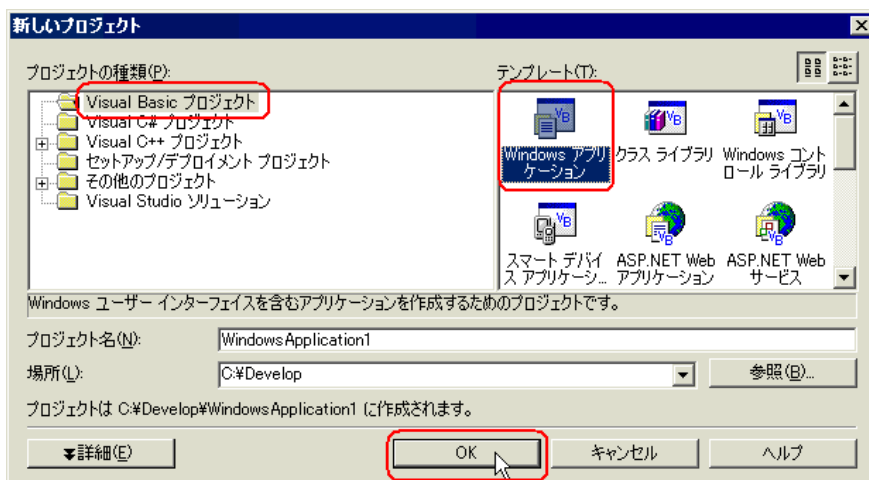 新しいプロジェクト
プロジェクトの種類(P):
テンプレート(T):
Visual Basic プロジェクト
Visual C# プロジェクト
Visual C++ プロジェクト
セットアップ/デプロイメント プロジェクト
その他のプロジェクト
Visual Studio ソリューション
Windows アプリ
ケーション
クラス ライブラリ
Windows コント
ロール ライブラリ
スマート デバイ
ス アプリケーシ...
ASP.NET Web
アプリケーション
ASP.NET Web
サービス
Windows ユーザー インターフェイスを含むアプリケーションを作成するためのプロジェクトです。
プロジェクト名(N):
WindowsApplication1
場所(L):
C:¥Develop
参照(B)...
プロジェクトは C:¥Develop¥WindowsApplication1 に作成されます。
詳細(E)
OK
キャンセル
ヘルプ